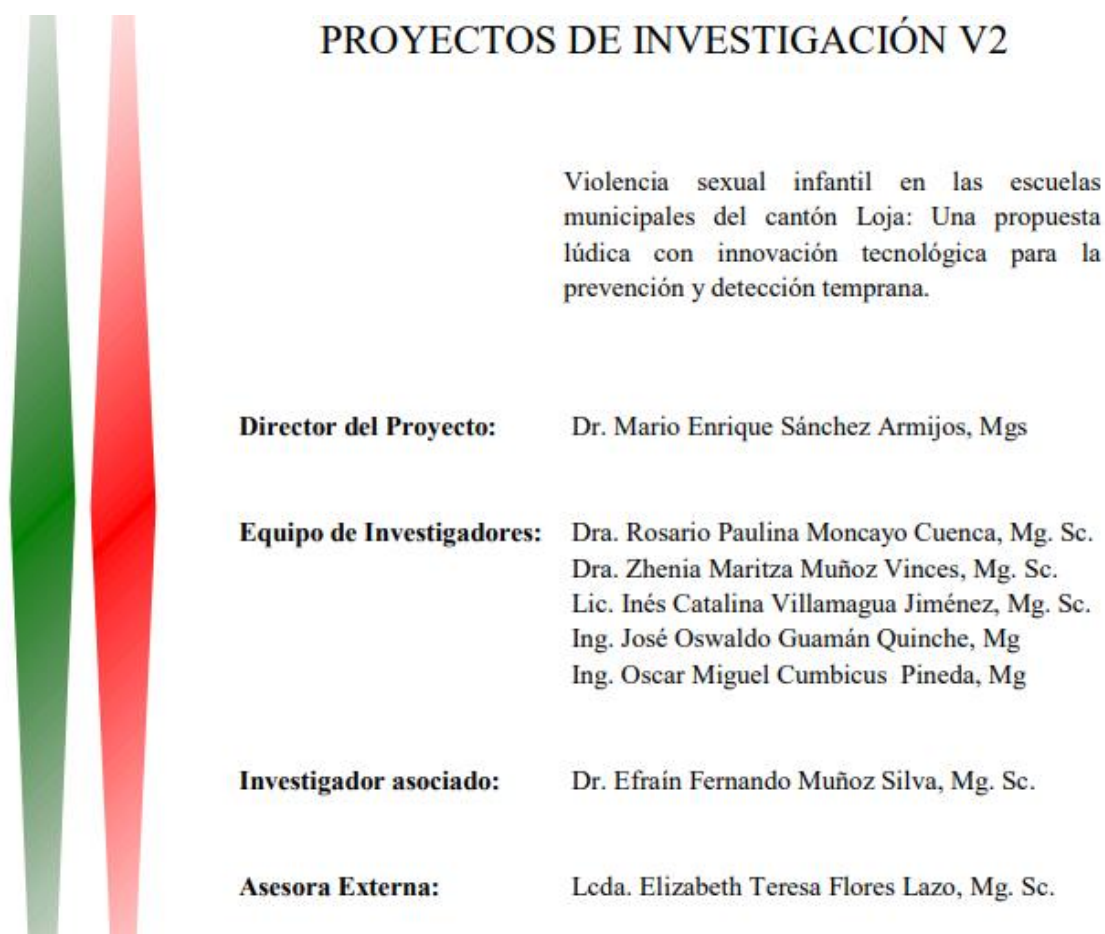 PROYECTOS DE INVESTIGACIÓN V2
Violencia sexual infantil en las escuelas
municipales del cantón Loja: Una propuesta
lúdica con innovación tecnológica para la
prevención y detección temprana.
Director del Proyecto: Dr. Mario Enrique Sánchez Armijos, Mgs
Equipo de Investigadores: Dra. Rosario Paulina Moncayo Cuenca, Mg. Sc.
Dra. Zhenia Maritza Muñoz Vinces, Mg. Sc.
Lic. Inés Catalina Villamagua Jiménez, Mg. Sc.
Ing. José Oswaldo Guamán Quinche, Mg
Ing. Oscar Miguel Cumbicus Pineda, Mg
Investigador asociado: Dr. Efraín Fernando Muñoz Silva, Mg. Sc.
Asesora Externa: Lcda. Elizabeth Teresa Flores Lazo, Mg. Sc.